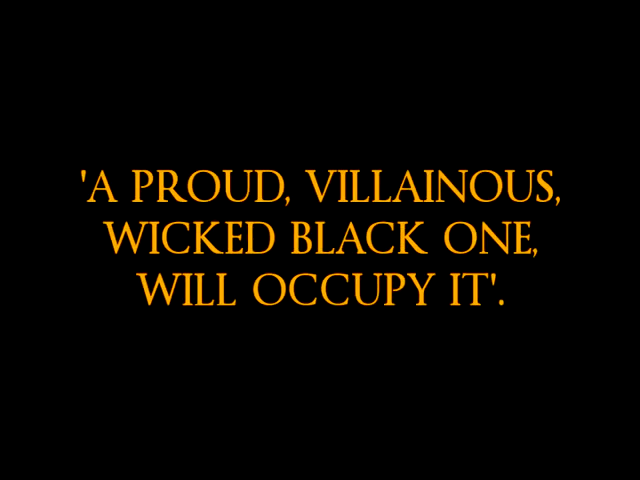 'A PROUD, VILLAINOUS,
WICKED BLACK ONE,
WILL OCCUPY IT'.